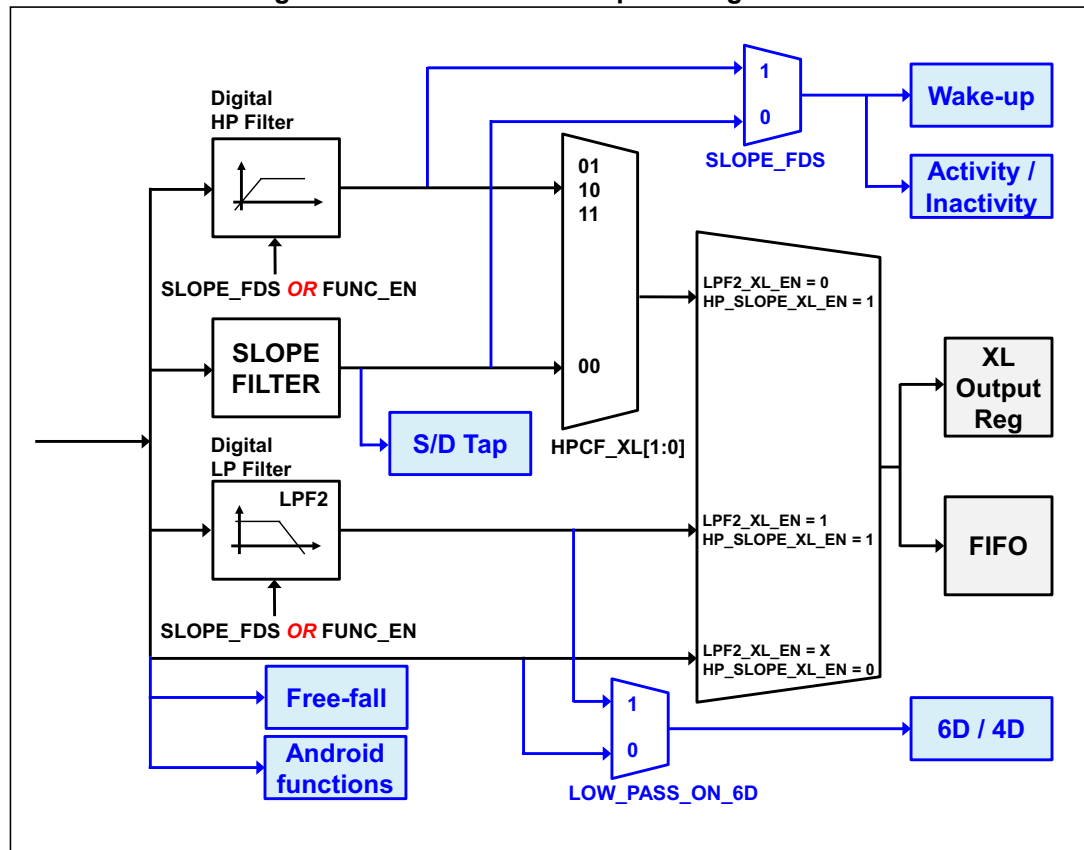 Digital
HP Filter
SLOPE_FDS OR FUNC_EN
SLOPE
FILTER
S/D Tap
Digital
LP Filter
LPF2
SLOPE_FDS OR FUNC_EN
Free-fall
Android
functions
01
10
11
00
HPCF_XL[1:0]
1
0
SLOPE_FDS
Wake-up
Activity /
Inactivity
LPF2_XL_EN = 0
HP_SLOPE_XL_EN = 1
LPF2_XL_EN = 1
HP_SLOPE_XL_EN = 1
LPF2_XL_EN = X
HP_SLOPE_XL_EN = 0
XL
Output
Reg
FIFO
1
0
LOW_PASS_ON_6D
6D / 4D